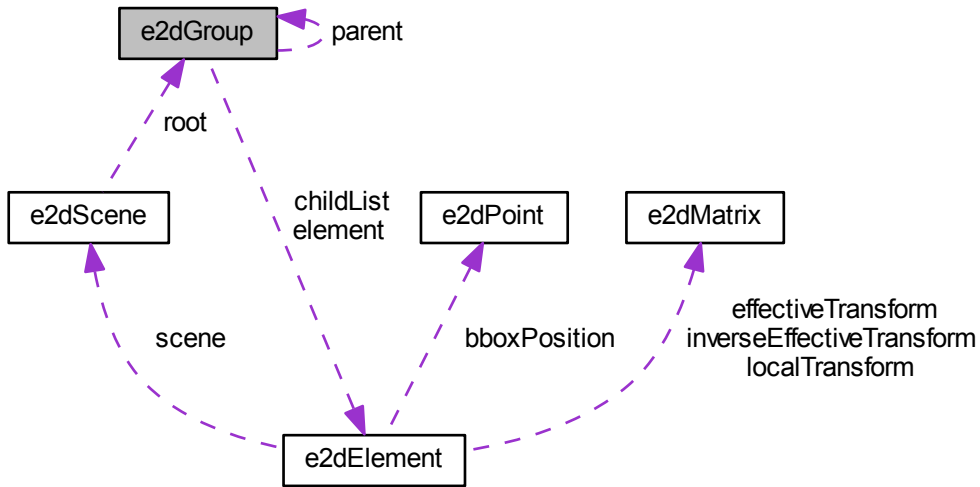 e2dGroup
parent
root
e2dScene
childList
element
e2dPoint
e2dMatrix
scene
bboxPosition
effectiveTransform
inverseEffectiveTransform
localTransform
e2dElement